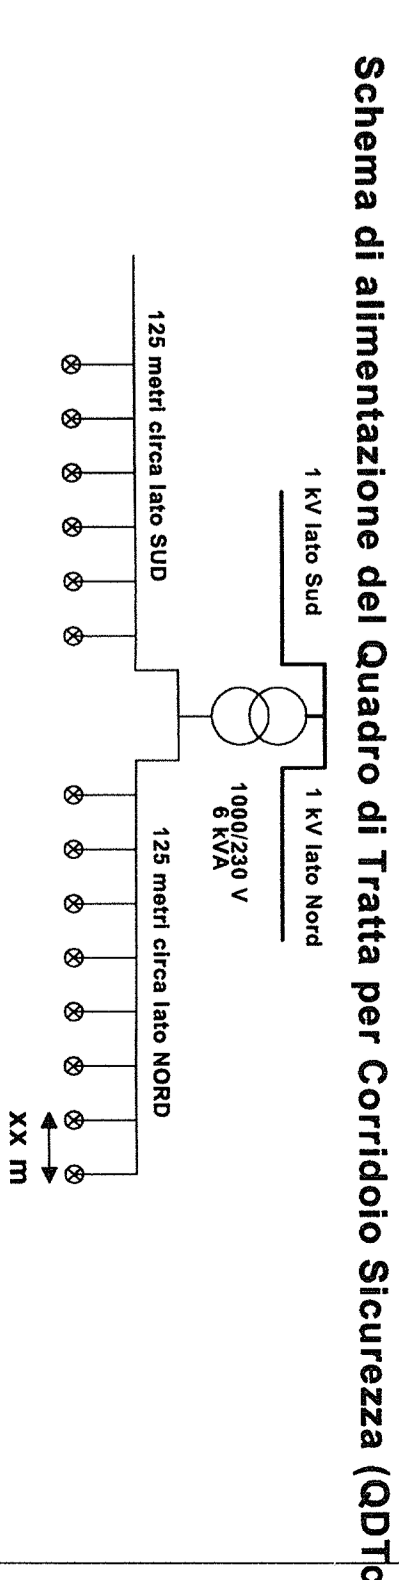 Schema di alimentazione del Quadro di Tratta per Corridoio Sicurezza (QDTc
1 kV lato Sud
1 kV lato Nord
1000/230 V
6 kVA
125 metri circa lato SUD
125 metri circa lato NORD
xx m